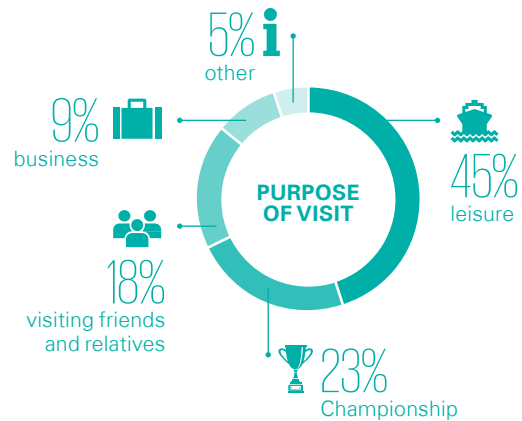 5%
other
9%
business
PURPOSE
OF VISIT
45%
leisure
18%
visiting friends
and relatives
23%
Championship